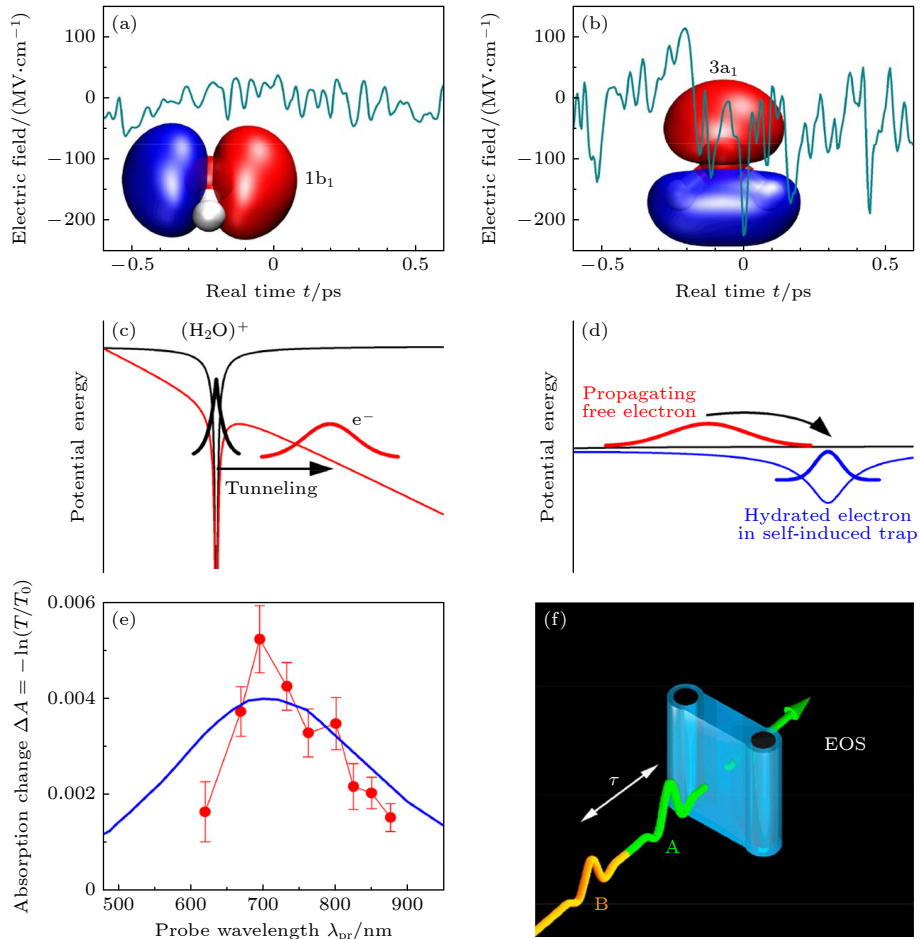 (a)
Electric field/(MV·cm⁻¹)
100
0
−100
−200
1b₁
−0.5
0
0.5
Real time t/ps
(b)
Electric field/(MV·cm⁻¹)
100
0
−100
−200
3a₁
−0.5
0
0.5
Real time t/ps
(c)
(H₂O)⁺
Potential energy
e⁻
Tunneling
(d)
Potential energy
Propagating
free electron
Hydrated electron
in self-induced trap
(e)
Absorption change ΔA = −ln(T/T₀)
0.006
0.004
0.002
0
500
600
700
800
900
Probe wavelength λpr/nm
(f)
EOS
τ
A
B